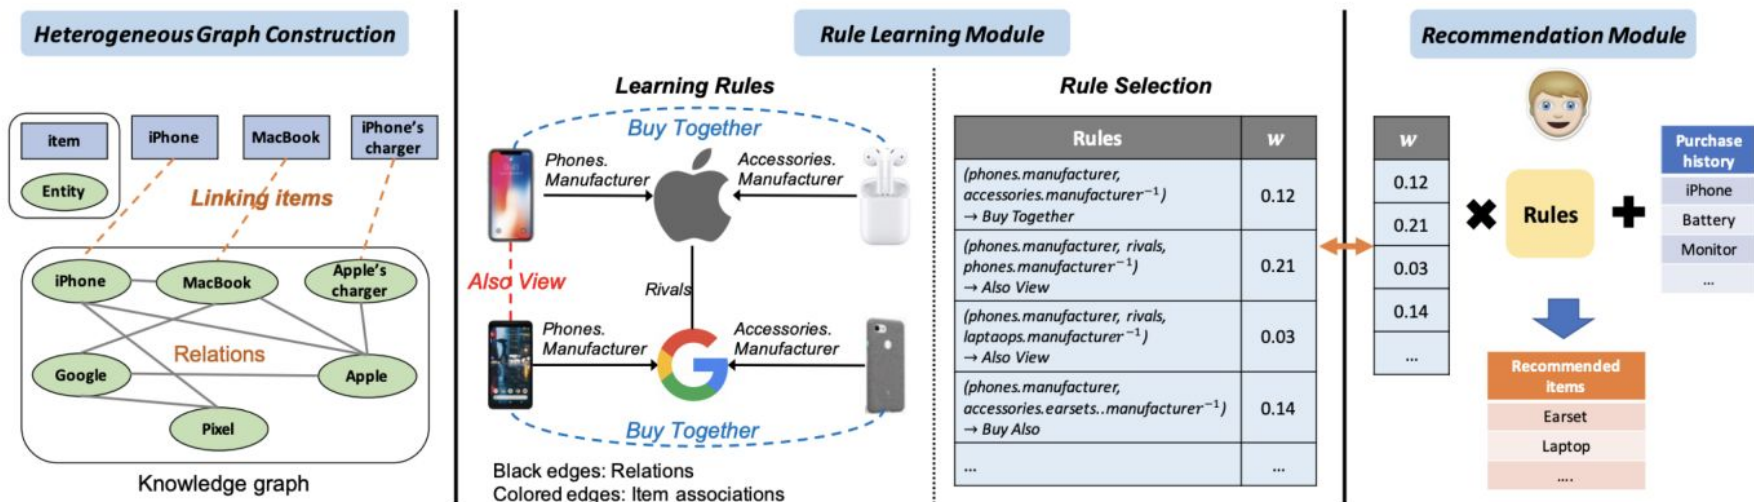 Heterogeneous Graph Construction
item
Entity
iPhone
MacBook
iPhone's
charger
Linking items
iPhone
MacBook
Apple's
charger
Relations
Google
Apple
Pixel
Knowledge graph
Rule Learning Module
Learning Rules
Buy Together
Phones.
Manufacturer
Accessories.
Manufacturer
Also View
Rivals
Phones.
Manufacturer
Accessories.
Manufacturer
Buy Together
Black edges: Relations
Colored edges: Item associations
Rule Selection
Rules w
(phones.manufacturer,
accessories.manufacturer⁻¹)
→ Buy Together
0.12
(phones.manufacturer, rivals,
phones.manufacturer⁻¹)
→ Also View
0.21
(phones.manufacturer, rivals,
laptaops.manufacturer⁻¹)
→ Also View
0.03
(phones.manufacturer,
accessories.earsets..manufacturer⁻¹)
→ Buy Also
0.14
... ...
Recommendation Module
w
0.12
0.21
0.03
0.14
...
Rules
Purchase
history
iPhone
Battery
Monitor
...
Recommended
items
Earset
Laptop
....